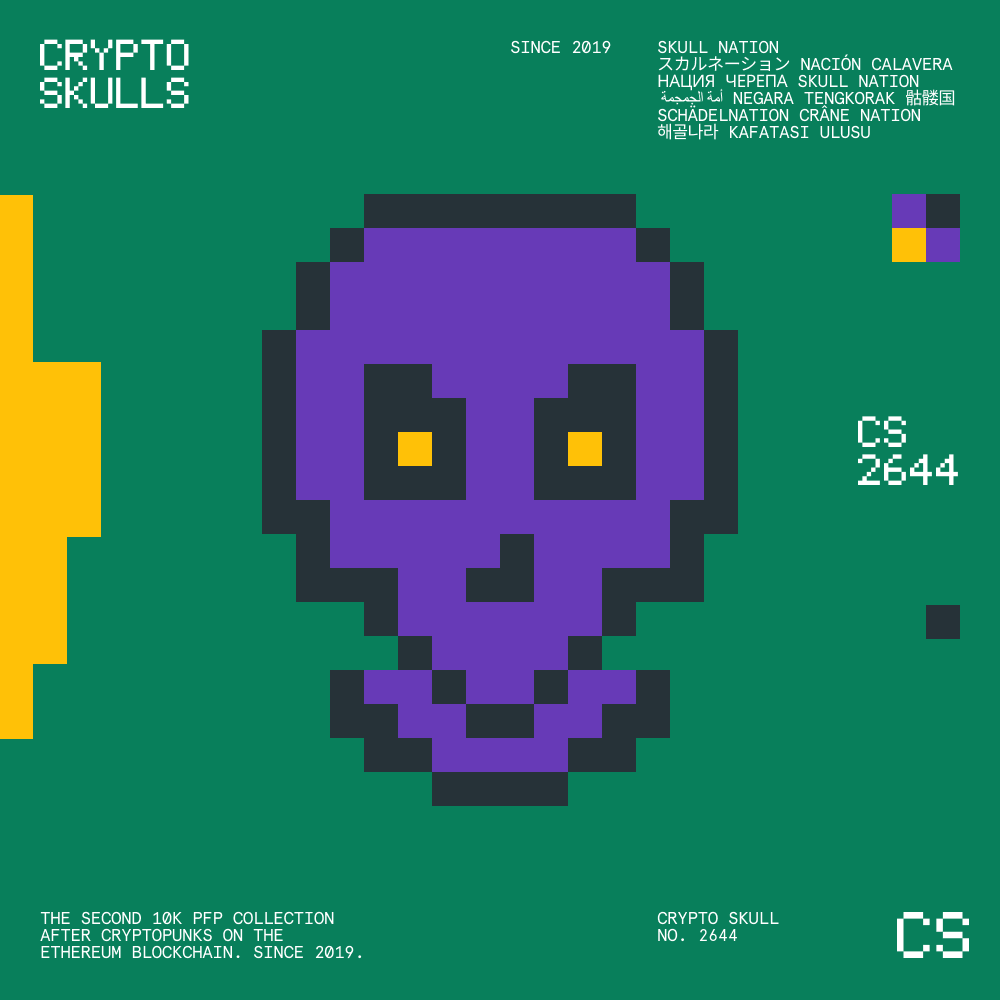 CRYPTO
SKULLS
SINCE 2019
SKULL NATION
スカルネーション NACIÓN CALAVERA
НАЦИЯ ЧЕРЕПА SKULL NATION
أمة الجمجمة NEGARA TENGKORAK 骷髅国
SCHÄDELNATION CRÂNE NATION
해골나라 KAFATASI ULUSU
CS
2644
THE SECOND 10K PFP COLLECTION
AFTER CRYPTOPUNKS ON THE
ETHEREUM BLOCKCHAIN. SINCE 2019.
CRYPTO SKULL
NO. 2644
CS